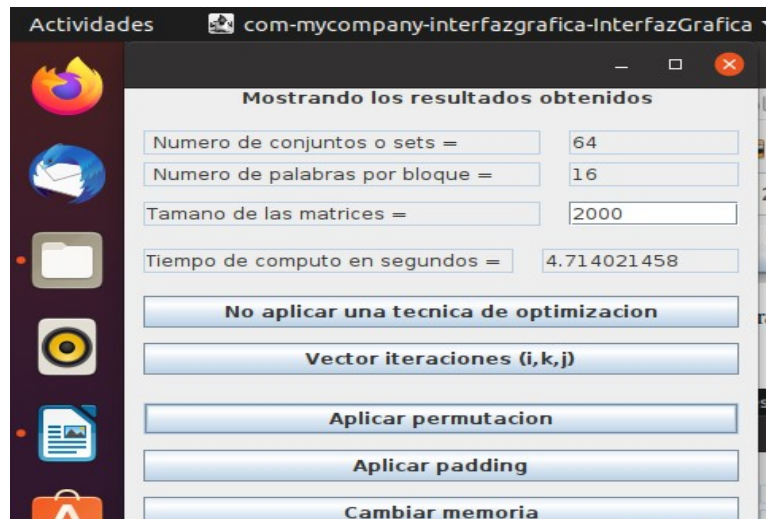 Actividades com-mycompany-interfazgrafica-InterfazGrafica
Mostrando los resultados obtenidos
Numero de conjuntos o sets = 64
Numero de palabras por bloque = 16
Tamano de las matrices = 2000
Tiempo de computo en segundos = 4.714021458
No aplicar una tecnica de optimizacion
Vector iteraciones (i,k,j)
Aplicar permutacion
Aplicar padding
Cambiar memoria